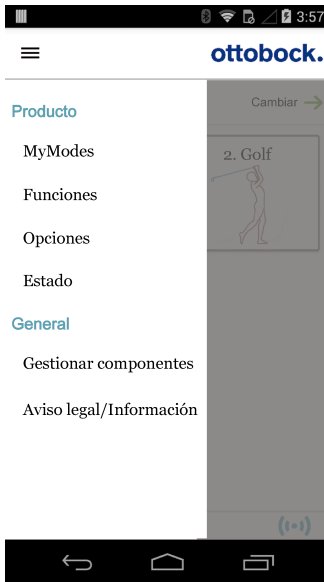 3:57
ottobock.
Producto
Cambiar
MyModes
2. Golf
Funciones
Opciones
Estado
General
Gestionar componentes
Aviso legal/Información